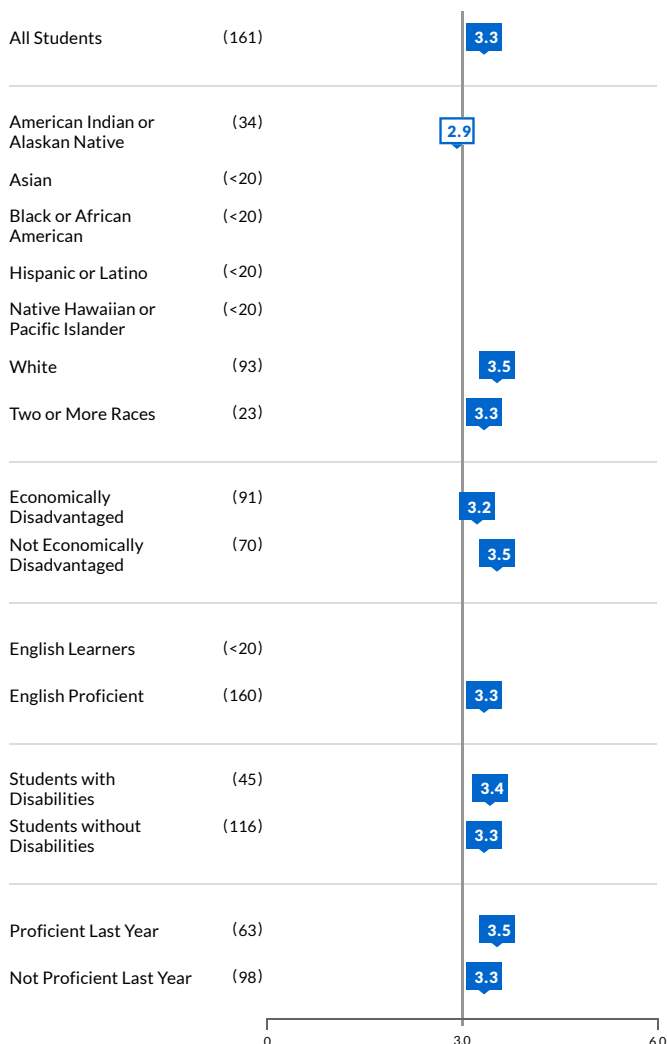 All Students (161) 3.3
American Indian or (34)
Alaskan Native 2.9
Asian (<20)
Black or African (<20)
American
Hispanic or Latino (<20)
Native Hawaiian or (<20)
Pacific Islander
White (93) 3.5
Two or More Races (23) 3.3
Economically (91)
Disadvantaged 3.2
Not Economically (70)
Disadvantaged 3.5
English Learners (<20)
English Proficient (160) 3.3
Students with (45)
Disabilities 3.4
Students without (116)
Disabilities 3.3
Proficient Last Year (63) 3.5
Not Proficient Last Year (98) 3.3
0 3.0 6.0